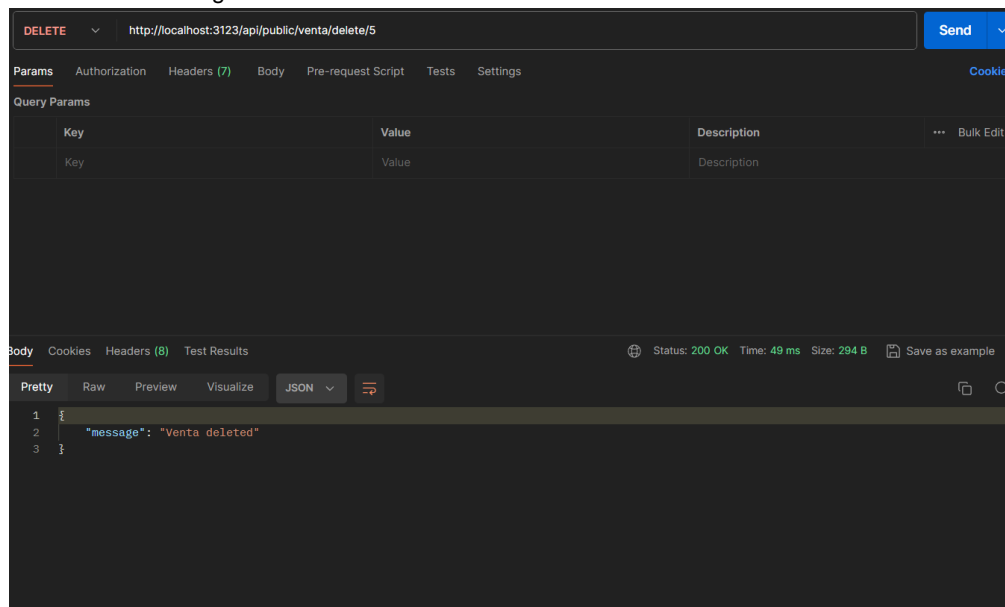 DELETE http://localhost:3123/api/public/venta/delete/5 Send
Params Authorization Headers (7) Body Pre-request Script Tests Settings Cookie
Query Params
Key Value Description ••• Bulk Edit
Key Value Description
Body Cookies Headers (8) Test Results Status: 200 OK Time: 49 ms Size: 294 B Save as example
Pretty Raw Preview Visualize JSON
1 {
2 "message": "Venta deleted"
3 }